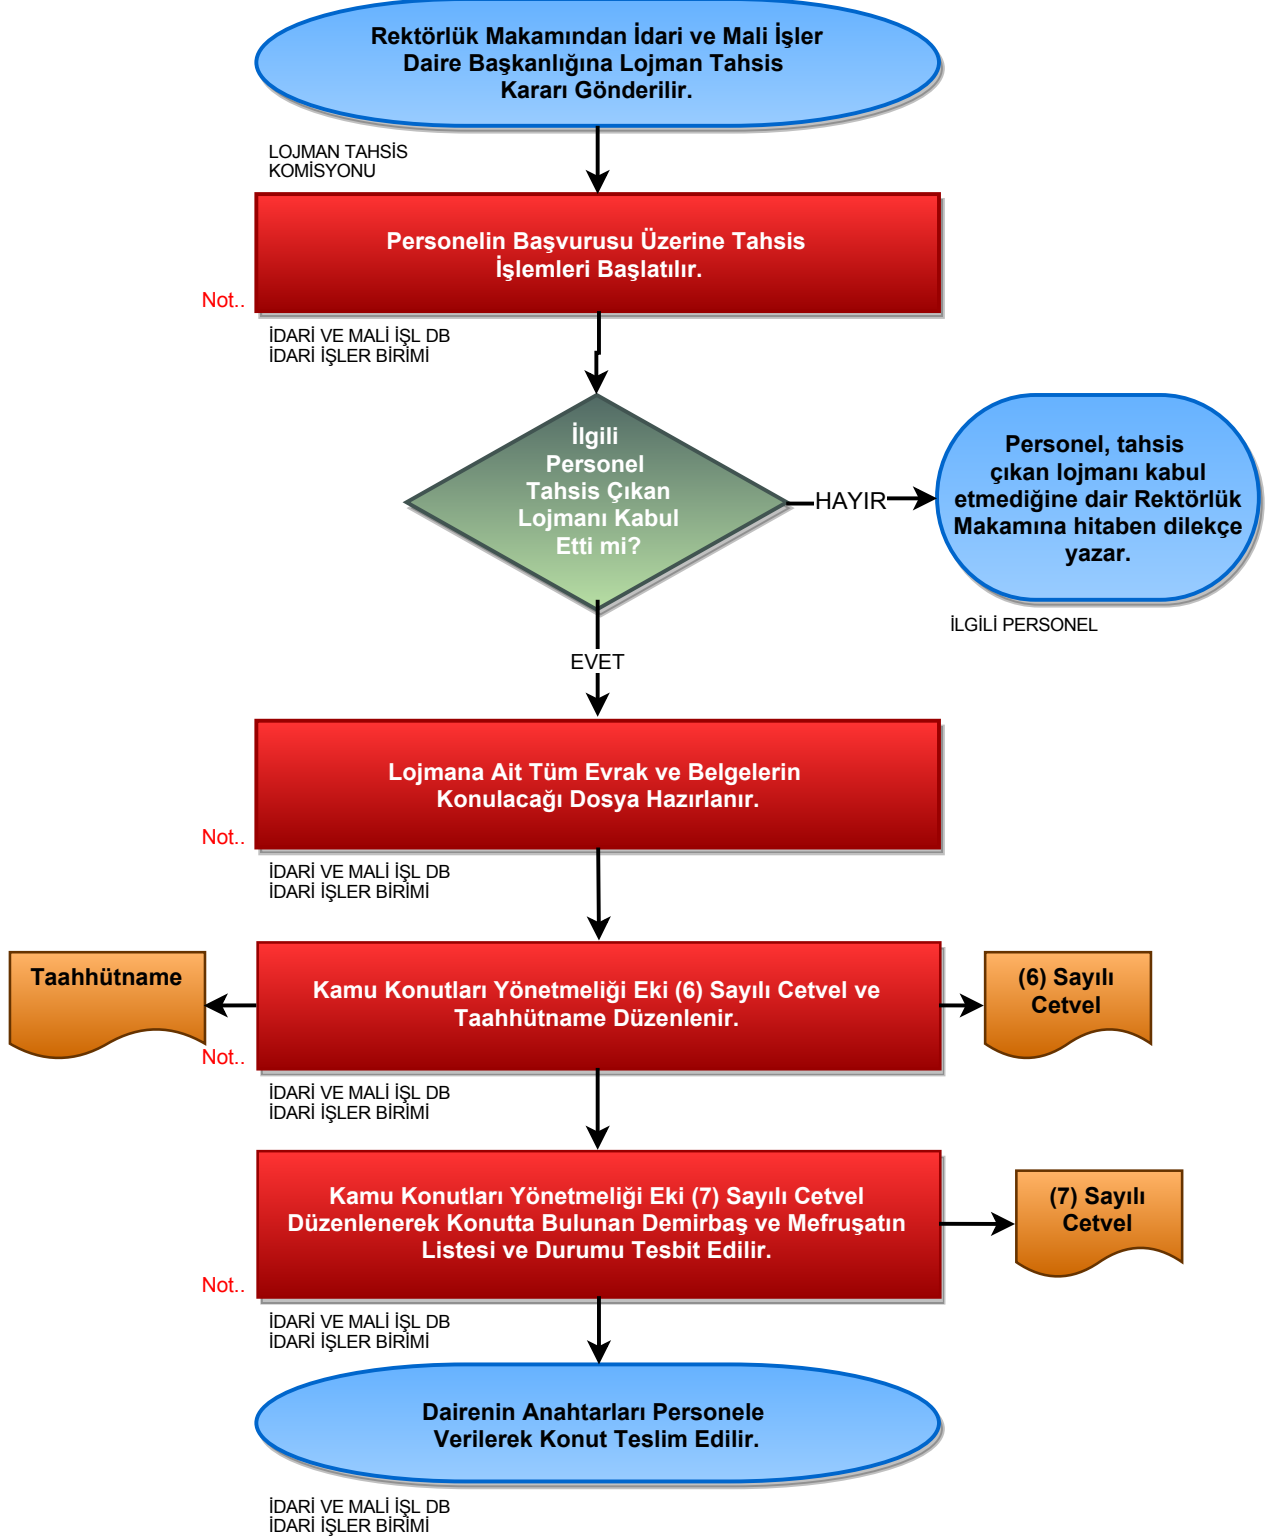 Rektörlük Makamından İdari ve Mali İşler
Daire Başkanlığına Lojman Tahsis
Kararı Gönderilir.
LOJMAN TAHSİS
KOMİSYONU
Personelin Başvurusu Üzerine Tahsis
İşlemleri Başlatılır.
Not..
İDARİ VE MALİ İŞL DB
İDARİ İŞLER BİRİMİ
İlgili
Personel
Tahsis Çıkan
Lojmanı Kabul
Etti mi?
HAYIR
Personel, tahsis
çıkan lojmanı kabul
etmediğine dair Rektörlük
Makamına hitaben dilekçe
yazar.
İLGİLİ PERSONEL
EVET
Lojmana Ait Tüm Evrak ve Belgelerin
Konulacağı Dosya Hazırlanır.
Not..
İDARİ VE MALİ İŞL DB
İDARİ İŞLER BİRİMİ
Taahhütname
Kamu Konutları Yönetmeliği Eki (6) Sayılı Cetvel ve
Taahhütname Düzenlenir.
(6) Sayılı
Cetvel
Not..
İDARİ VE MALİ İŞL DB
İDARİ İŞLER BİRİMİ
Kamu Konutları Yönetmeliği Eki (7) Sayılı Cetvel
Düzenlenerek Konutta Bulunan Demirbaş ve Mefruşatın
Listesi ve Durumu Tesbit Edilir.
(7) Sayılı
Cetvel
Not..
İDARİ VE MALİ İŞL DB
İDARİ İŞLER BİRİMİ
Dairenin Anahtarları Personele
Verilerek Konut Teslim Edilir.
İDARİ VE MALİ İŞL DB
İDARİ İŞLER BİRİMİ